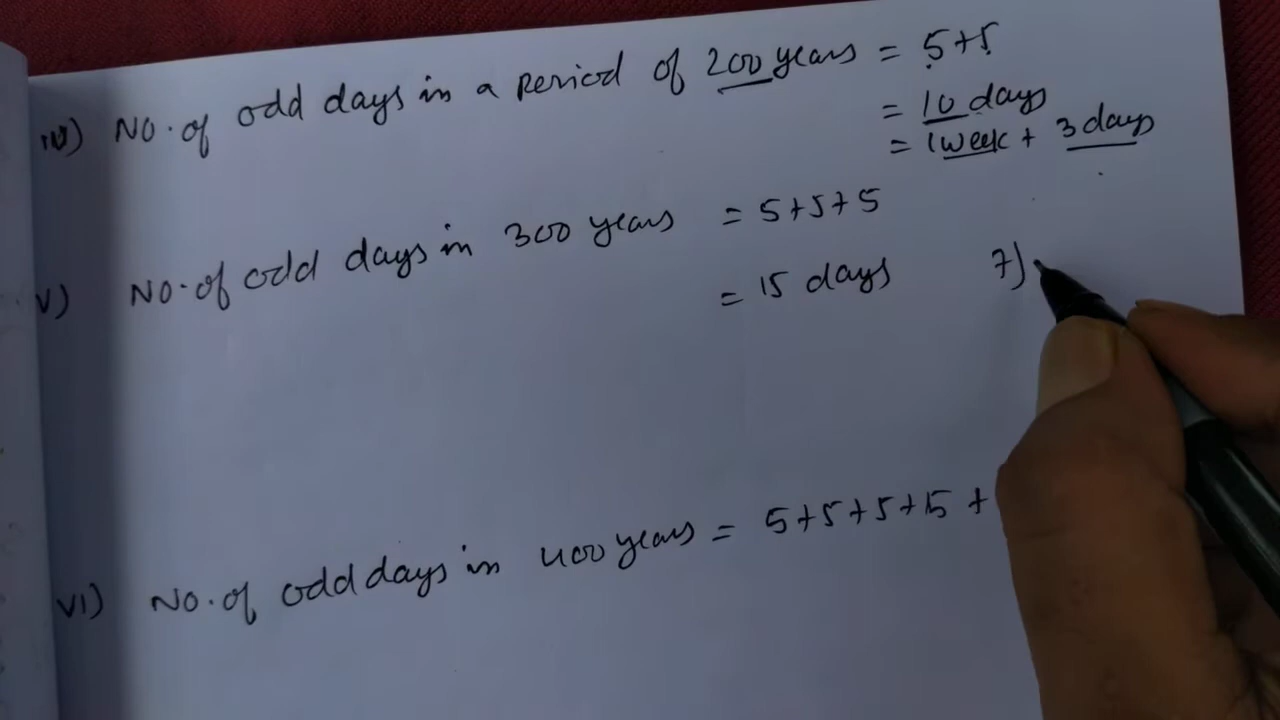 iv) No. of odd days in a period of 200 years = 5+5
= 10 days
= 1week + 3 days
v) No. of odd days in 300 years = 5+5+5
= 15 days 7)
vi) No. of odd days in 400 years = 5+5+5+5 +